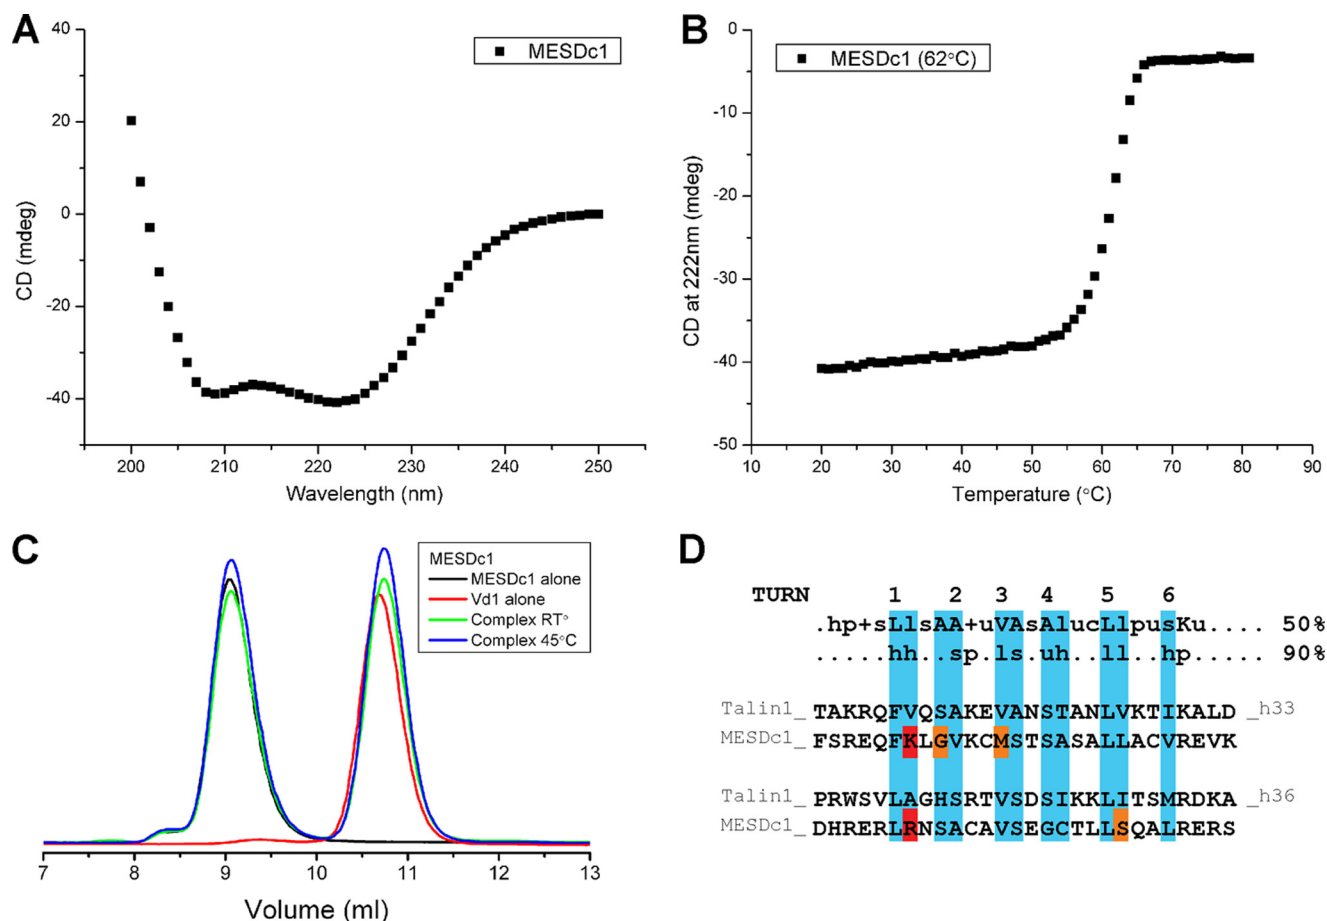 A
MESDc1
40
20
0
-20
-40
CD (mdeg)
200 210 220 230 240 250
Wavelength (nm)
B
MESDc1 (62°C)
0
-10
-20
-30
-40
-50
CD at 222nm (mdeg)
10 20 30 40 50 60 70 80 90
Temperature (°C)
C
MESDc1
MESDc1 alone
Vd1 alone
Complex RT°
Complex 45°C
7 8 9 10 11 12 13
Volume (ml)
D
TURN 1 2 3 4 5 6
.hp+sLlsAA+uVAsAlucLlpusKu.... 50%
.....hh..sp.ls.uh..ll..hp..... 90%
Talin1_ TAKRQFVQSAKEVANSTANLVKTIKALD _h33
MESDc1_ FSREQFKLGVKCMSTSASALLACVREVK
Talin1_ PRWSVLAGHSRTVSDSIKKLITSMRDKA _h36
MESDc1_ DHRERLRNSACAVSEGCTLLSQALRERS